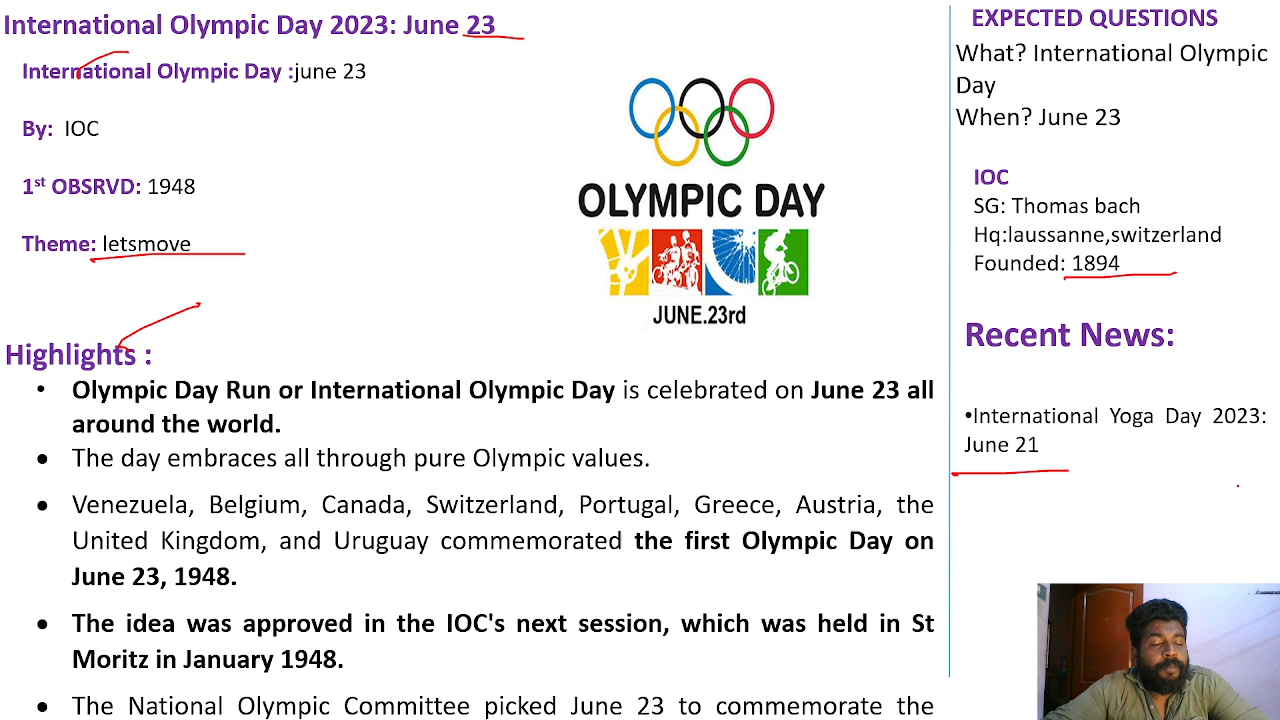 International Olympic Day 2023: June 23
International Olympic Day :june 23
By: IOC
1st OBSRVD: 1948
Theme: letsmove
OLYMPIC DAY
JUNE.23rd
Highlights :
• Olympic Day Run or International Olympic Day is celebrated on June 23 all
around the world.
• The day embraces all through pure Olympic values.
• Venezuela, Belgium, Canada, Switzerland, Portugal, Greece, Austria, the
United Kingdom, and Uruguay commemorated the first Olympic Day on
June 23, 1948.
• The idea was approved in the IOC's next session, which was held in St
Moritz in January 1948.
• The National Olympic Committee picked June 23 to commemorate the
EXPECTED QUESTIONS
What? International Olympic
Day
When? June 23
IOC
SG: Thomas bach
Hq:laussanne,switzerland
Founded: 1894
Recent News:
•International Yoga Day 2023:
June 21